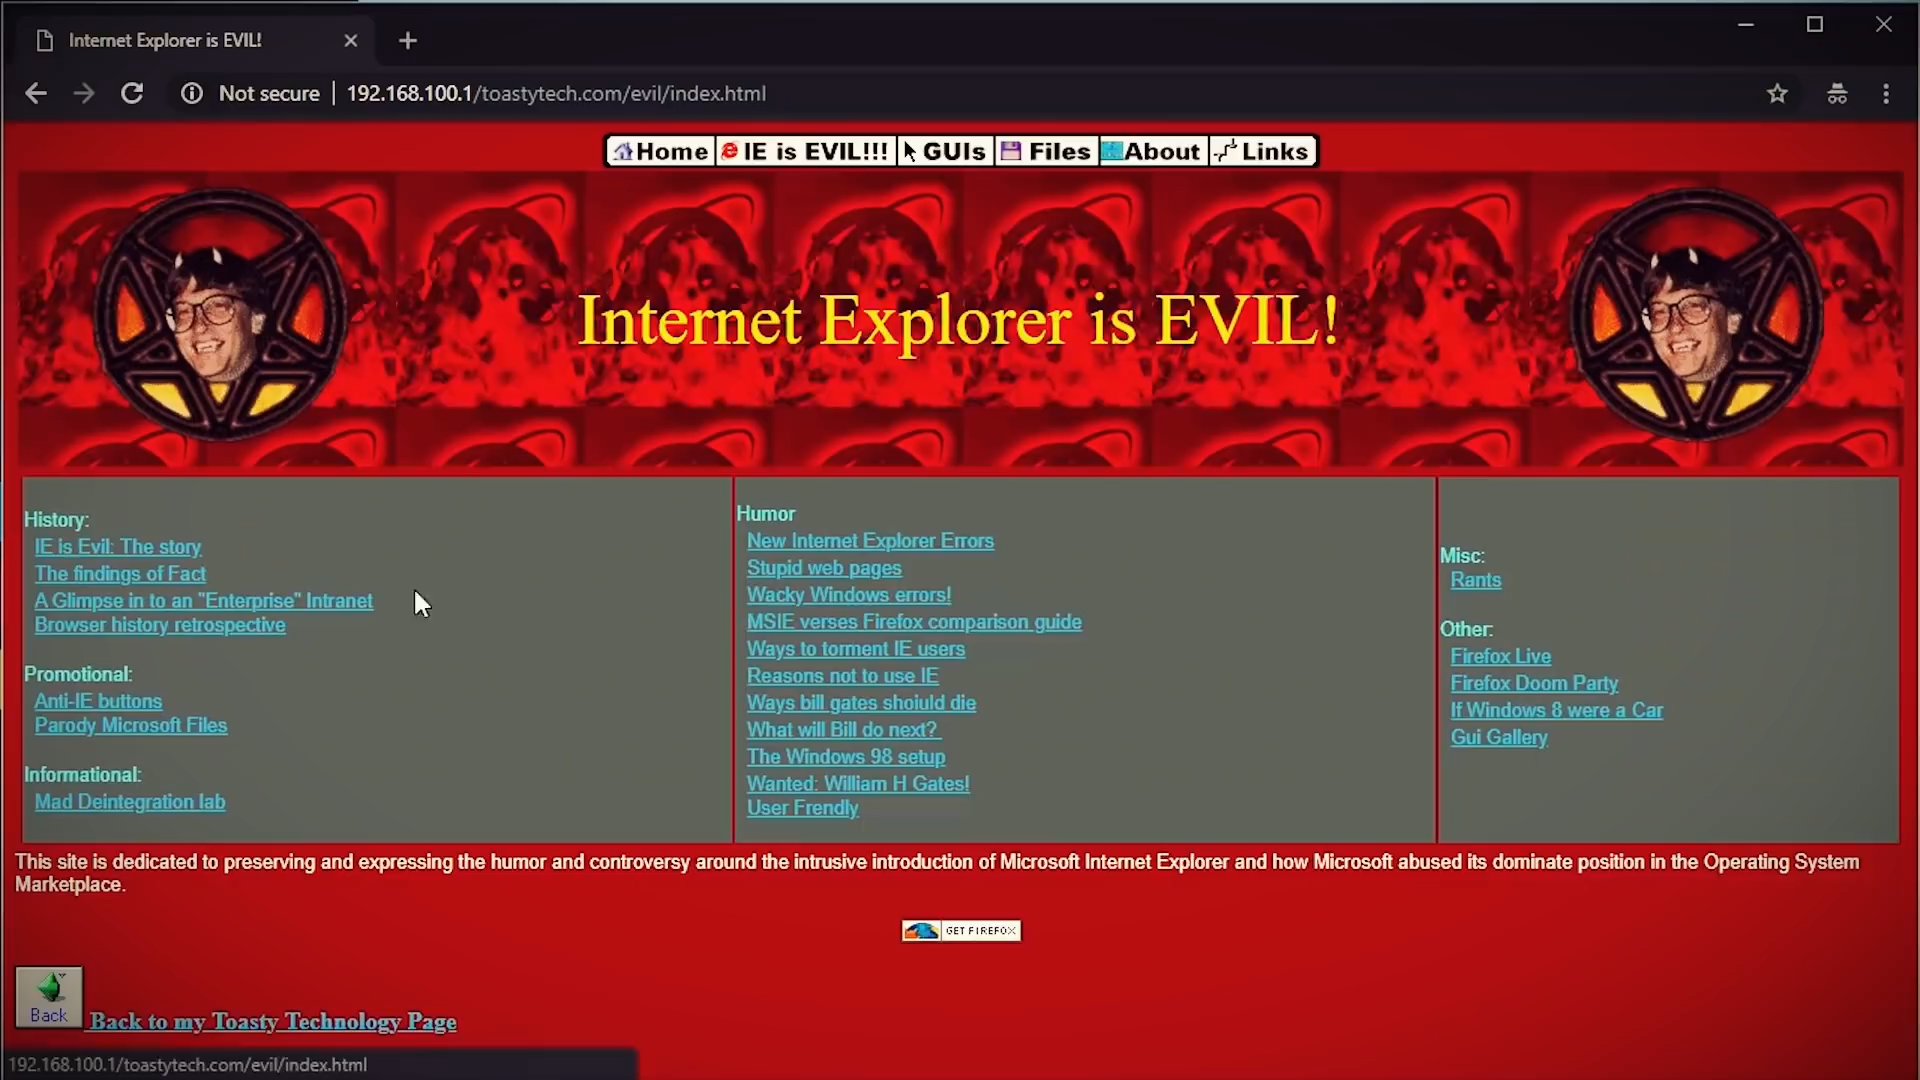 Internet Explorer is EVIL!
Not secure | 192.168.100.1/toastytech.com/evil/index.html
Home IE is EVIL!!! GUIs Files About Links
Internet Explorer is EVIL!
History:
IE is Evil: The story
The findings of Fact
A Glimpse in to an "Enterprise" Intranet
Browser history retrospective
Promotional:
Anti-IE buttons
Parody Microsoft Files
Informational:
Mad Deintegration lab
Humor
New Internet Explorer Errors
Stupid web pages
Wacky Windows errors!
MSIE verses Firefox comparison guide
Ways to torment IE users
Reasons not to use IE
Ways bill gates shoiuld die
What will Bill do next?
The Windows 98 setup
Wanted: William H Gates!
User Frendly
Misc:
Rants
Other:
Firefox Live
Firefox Doom Party
If Windows 8 were a Car
Gui Gallery
This site is dedicated to preserving and expressing the humor and controversy around the intrusive introduction of Microsoft Internet Explorer and how Microsoft abused its dominate position in the Operating System
Marketplace.
GET FIREFOX
Back
Back to my Toasty Technology Page
192.168.100.1/toastytech.com/evil/index.html